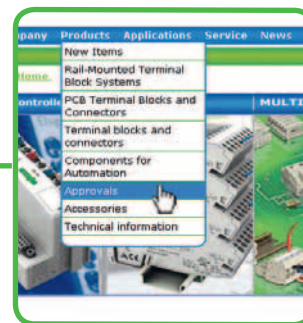 Products Applications Service News
New Items
Home.
Rail-Mounted Terminal
Block Systems
PCB Terminal Blocks and
Connectors
MULTI
Terminal blocks and
connectors
Components for
Automation
Approvals
Accessories
Technical information